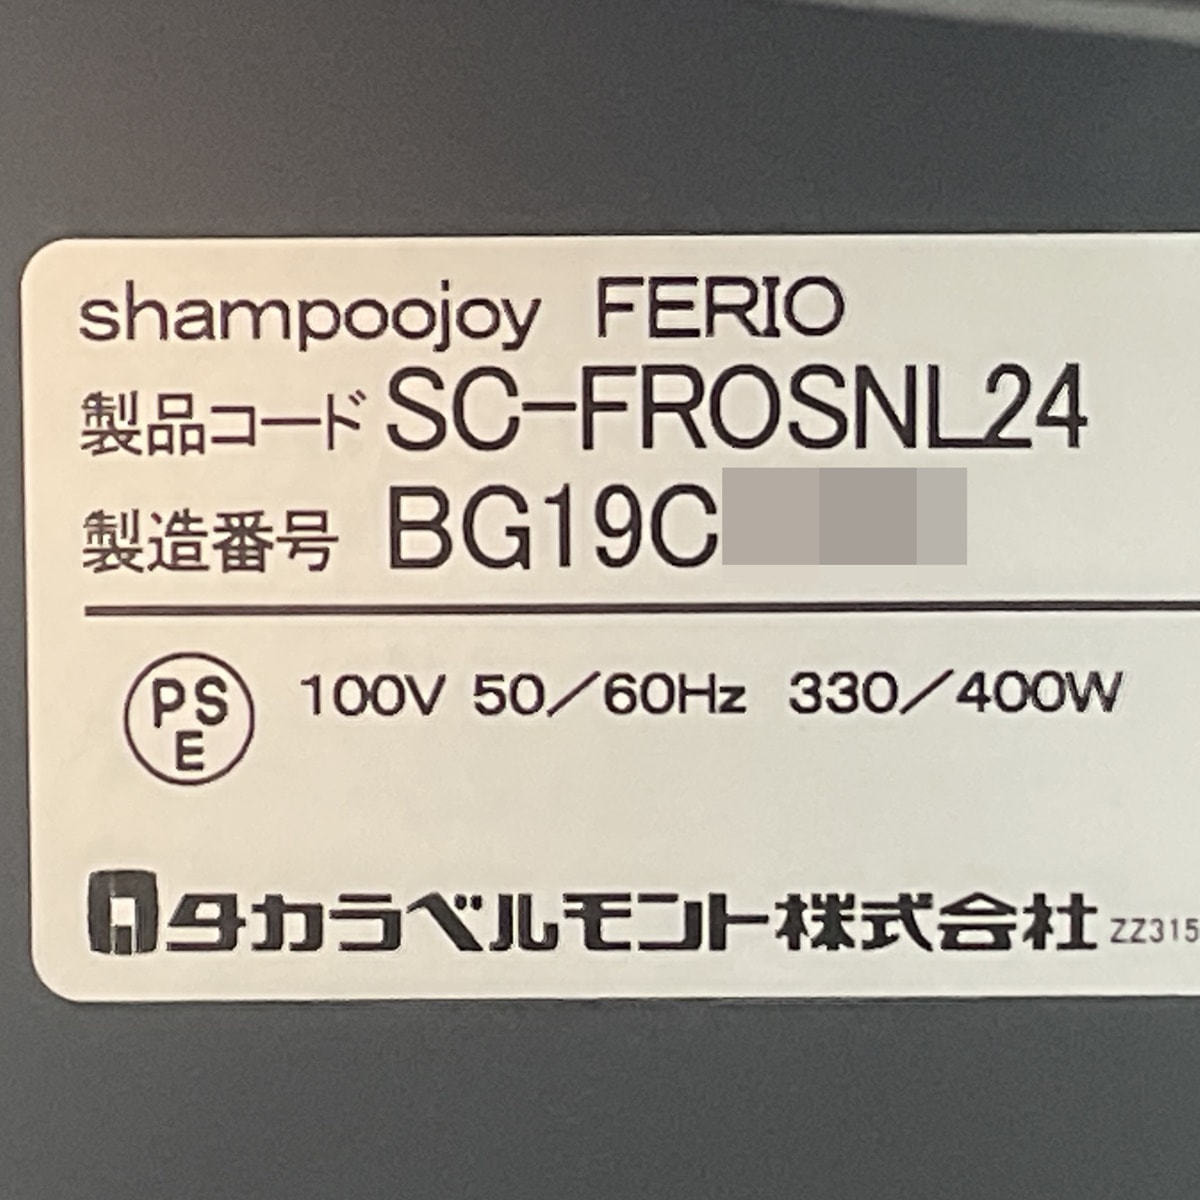 shampoojoy FERIO
製品コード SC-FROSNL24
製造番号 BG19C
PS
E
100V 50／60Hz 330／400W
タカラベルモント株式会社 ZZ315